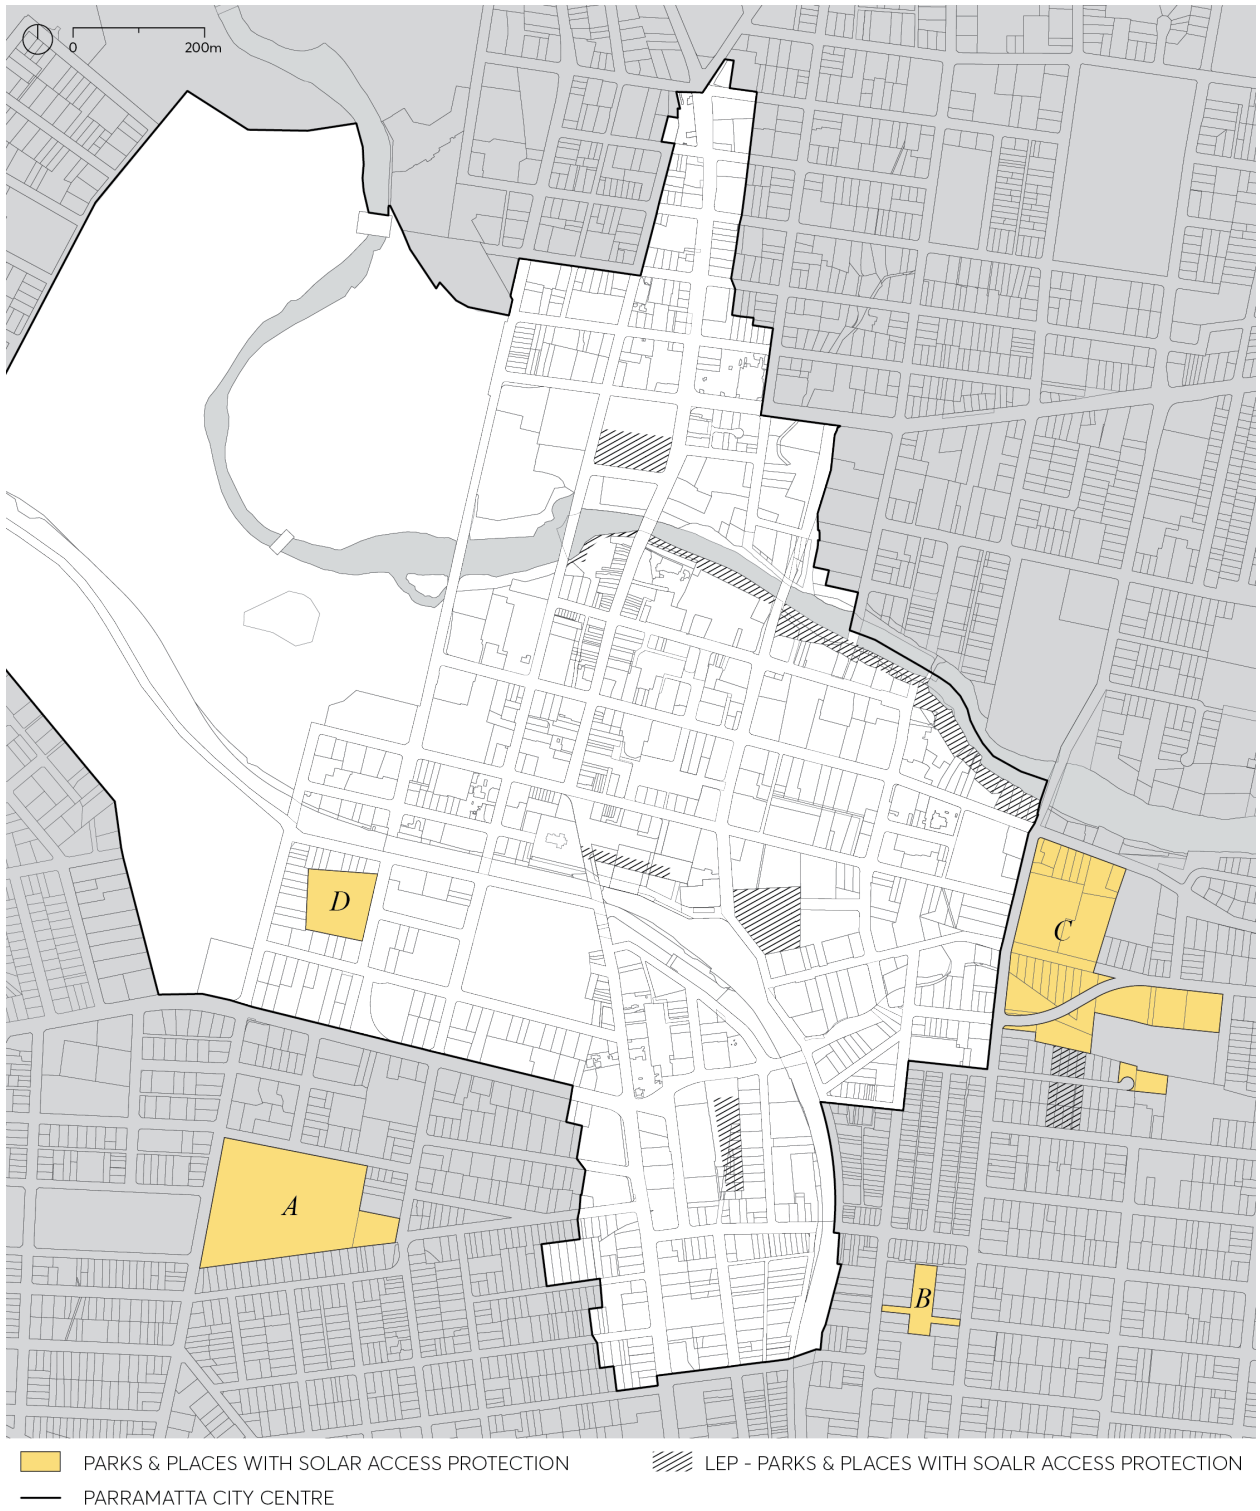 0 200m
D
C
A
B
PARKS & PLACES WITH SOLAR ACCESS PROTECTION
LEP - PARKS & PLACES WITH SOALR ACCESS PROTECTION
PARRAMATTA CITY CENTRE